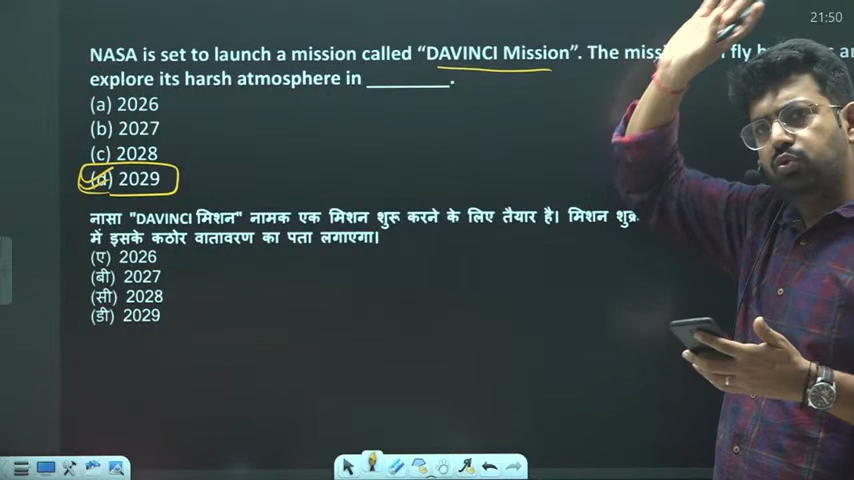 21:50
NASA is set to launch a mission called “DAVINCI Mission”. The fly
explore its harsh atmosphere in ________.
(a) 2026
(b) 2027
(c) 2028
(d) 2029
नासा "DAVINCI मिशन" नामक एक मिशन शुरू करने के लिए तैयार है। मिशन
में इसके कठोर वातावरण का पता लगाएगा।
(ए) 2026
(बी) 2027
(सी) 2028
(डी) 2029